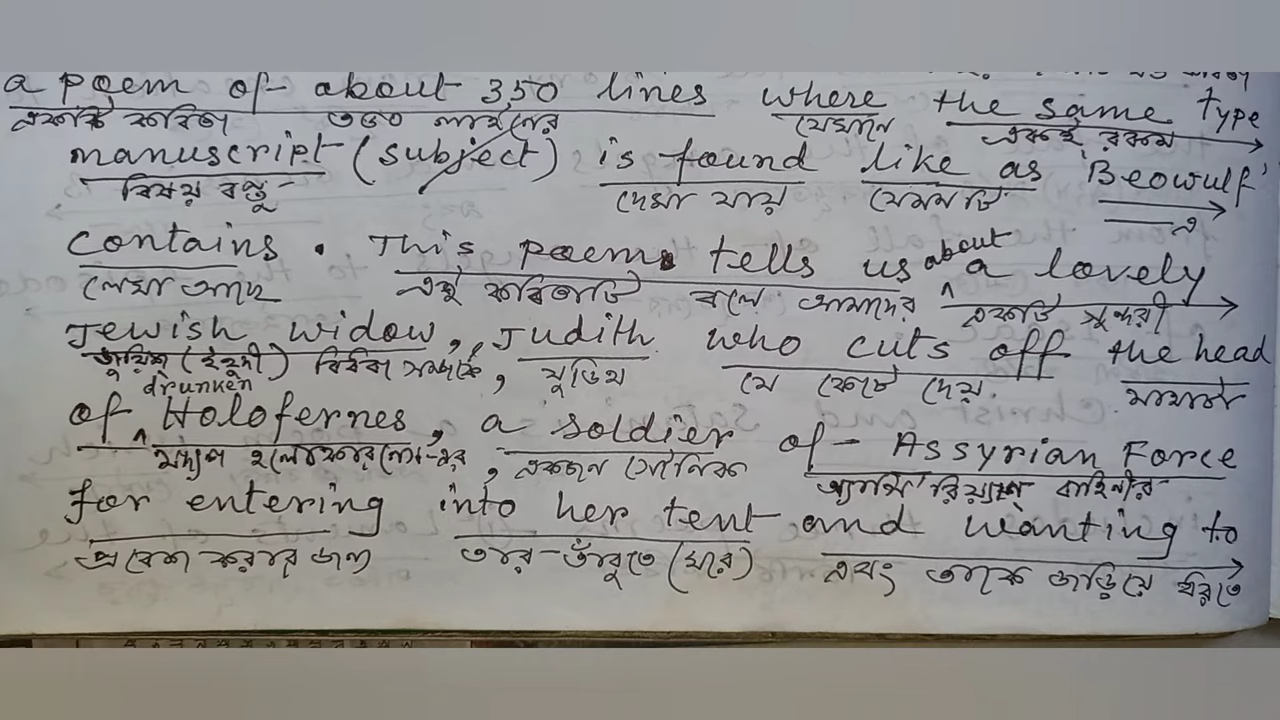 a poem of about 350 lines where the same type
একটি কবিতা ৩৫০ লাইনের যেখানে একই রকম
manuscript (subject) is found like as 'Beowulf'
বিষয় বস্তু দেখা যায় যেমনটি
contains. This poem tells us about a lovely
লেখা আছে এই কবিতাটি বলে আমাদের একটি সুন্দরী
Jewish widow, Judith who cuts off the head
জুয়িশ (ইহুদী) বিধবা সম্পর্কে, যুডিথ যে কেটে দেয় মাথাটা
drunken
of Holofernes, a soldier of Assyrian Force
মদ্যপ হলোফারনেস-এর, একজন সৈনিক অ্যাসিরিয়ান বাহিনীর
for entering into her tent and wanting to
প্রবেশ করার জন্য তার তাঁবুতে (ঘরে) এবং তাকে জড়িয়ে ধরতে